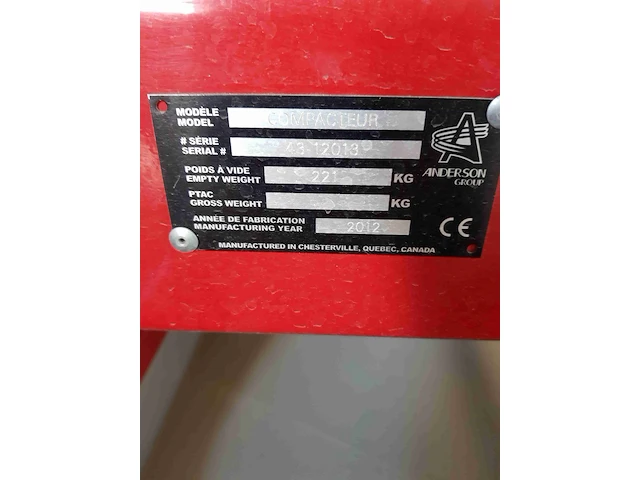 MODÈLE
MODEL COMPACTEUR
# SÉRIE
SERIAL # 43-12013
POIDS À VIDE
EMPTY WEIGHT 221 KG
PTAC
GROSS WEIGHT KG
ANNÉE DE FABRICATION
MANUFACTURING YEAR 2012
ANDERSON
GROUP
CE
MANUFACTURED IN CHESTERVILLE, QUEBEC, CANADA